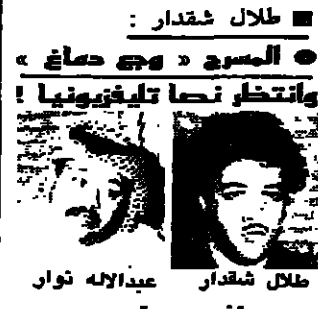 ■ طلال شقدار :
● المسرح « وجع دماغ »
وانتظر نصا تليفزيونيا !
طلال شقدار
عبدالاله نوار